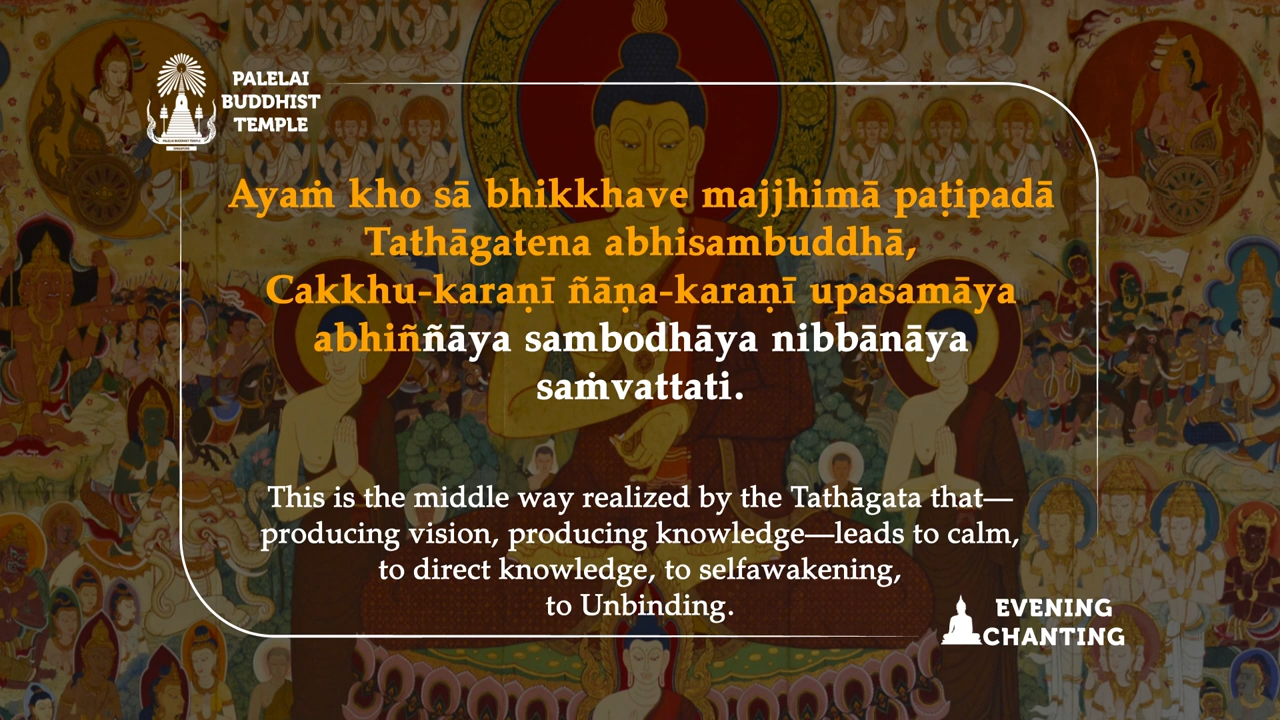 PALELAI
BUDDHIST
TEMPLE
Ayaṁ kho sā bhikkhave majjhimā paṭipadā
Tathāgatena abhisambuddhā,
Cakkhu-karaṇī ñāṇa-karaṇī upasamāya
abhiññāya sambodhāya nibbānāya
saṁvattati.
This is the middle way realized by the Tathāgata that—
producing vision, producing knowledge—leads to calm,
to direct knowledge, to selfawakening,
to Unbinding.
EVENING
CHANTING